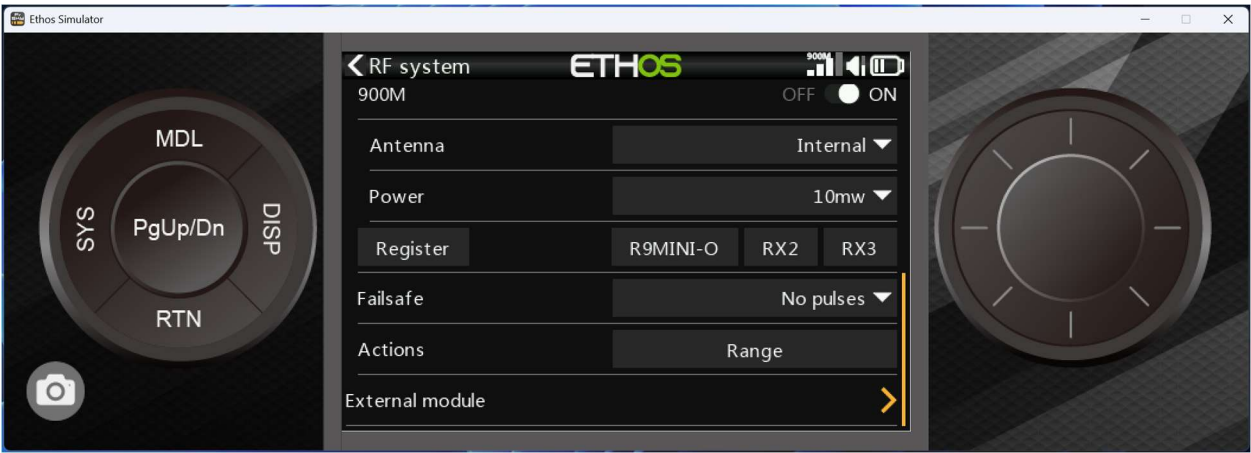 Ethos Simulator
RF system ETHOS 900M
900M OFF ON
MDL
Antenna Internal
SYS PgUp/Dn DISP
Power 10mw
Register R9MINI-O RX2 RX3
Failsafe No pulses
RTN
Actions Range
External module